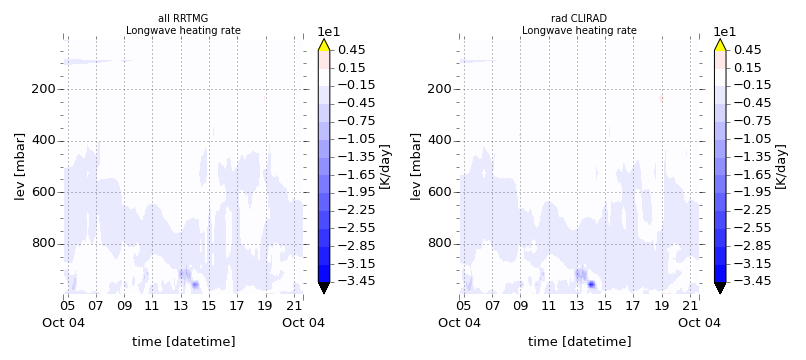 all RRTMG
Longwave heating rate
1e1
0.45
0.15
−0.15
−0.45
−0.75
−1.05
−1.35
−1.65
−1.95
−2.25
−2.55
−2.85
−3.15
−3.45
[K/day]
200
400
600
800
lev [mbar]
05 07 09 11 13 15 17 19 21
Oct 04 Oct 04
time [datetime]
rad CLIRAD
Longwave heating rate
1e1
0.45
0.15
−0.15
−0.45
−0.75
−1.05
−1.35
−1.65
−1.95
−2.25
−2.55
−2.85
−3.15
−3.45
[K/day]
200
400
600
800
lev [mbar]
05 07 09 11 13 15 17 19 21
Oct 04 Oct 04
time [datetime]